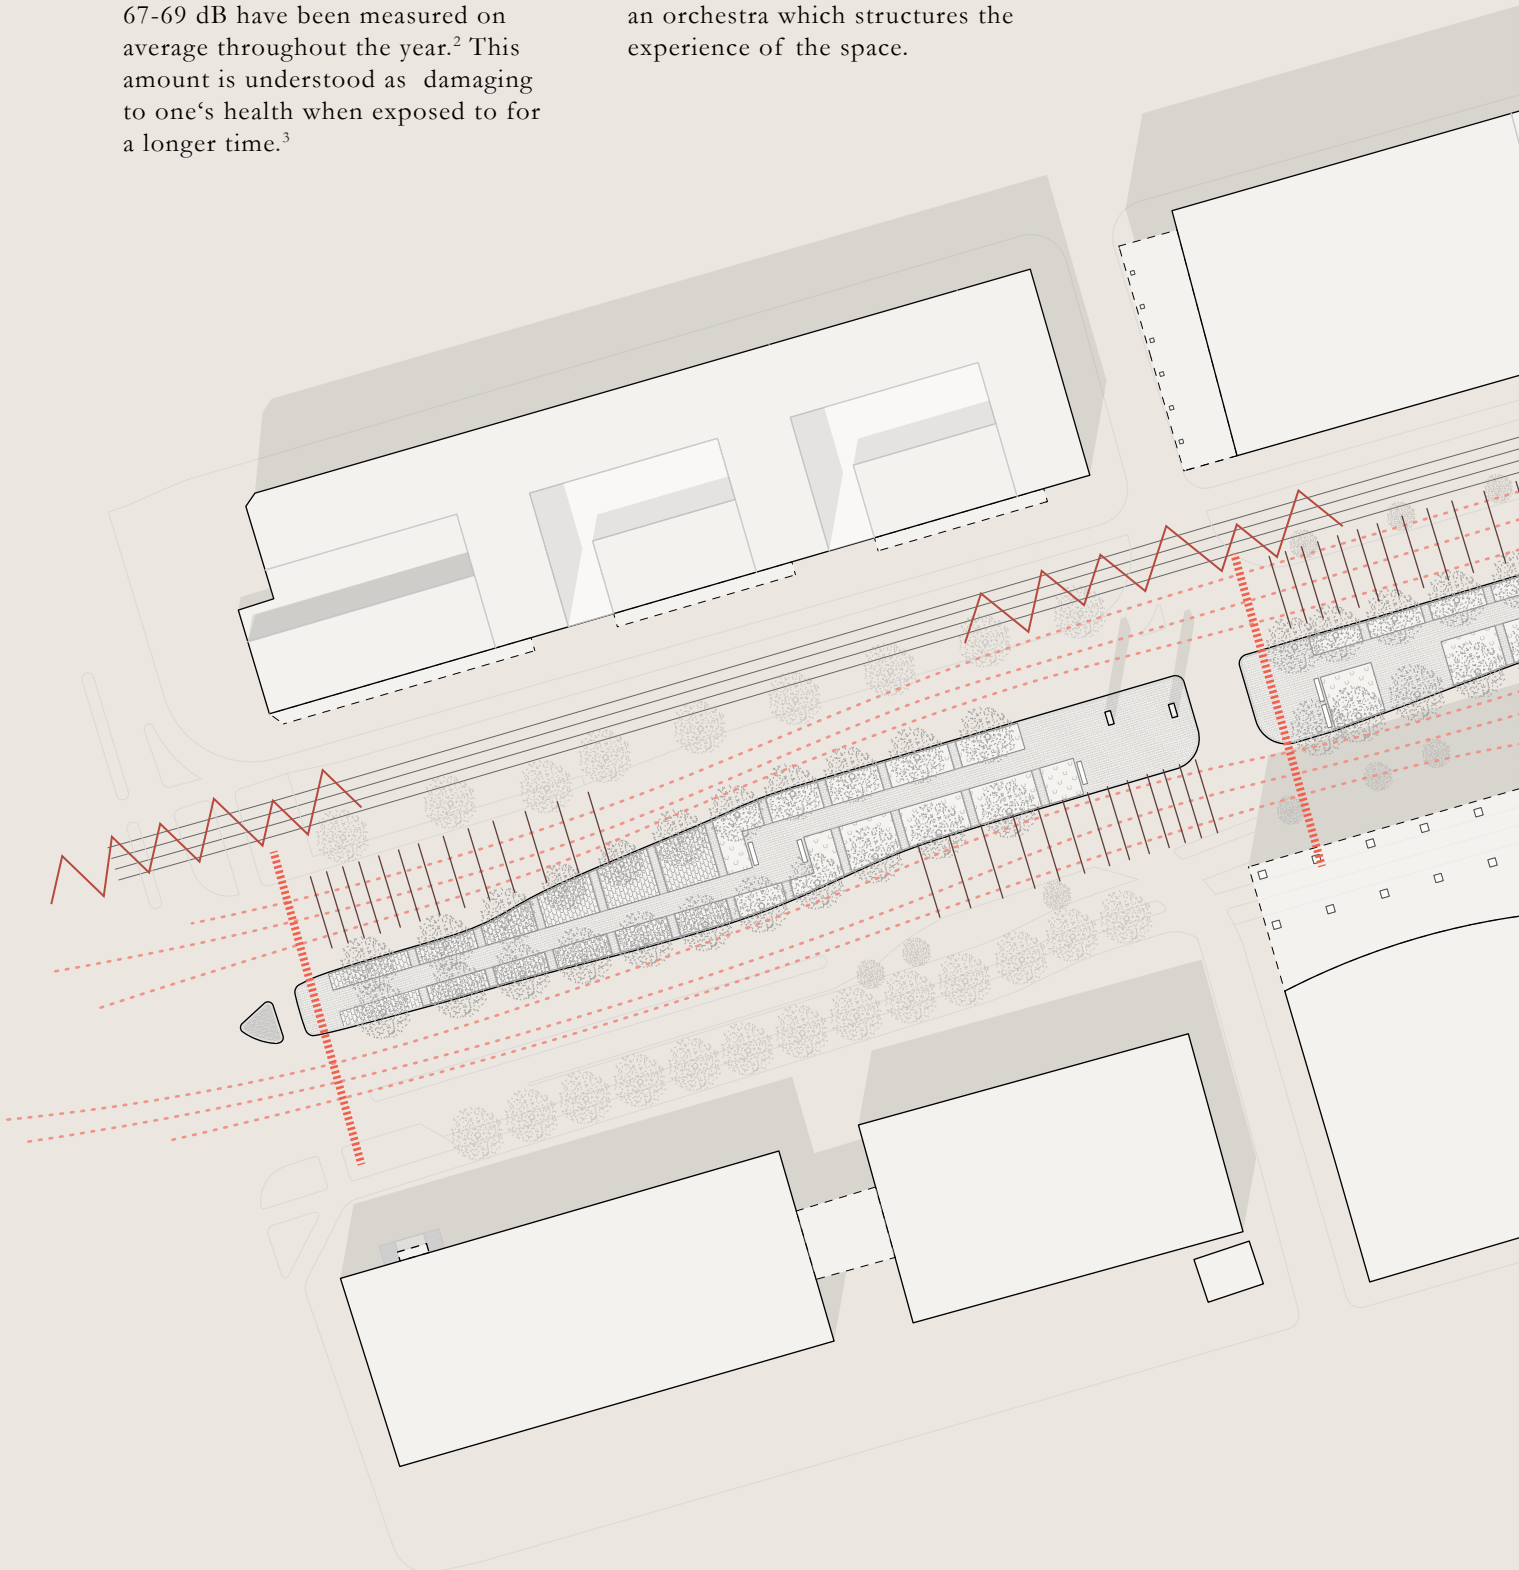 67-69 dB have been measured on
average throughout the year.² This
amount is understood as  damaging
to one‘s health when exposed to for
a longer time.³
an orchestra which structures the
experience of  the space.